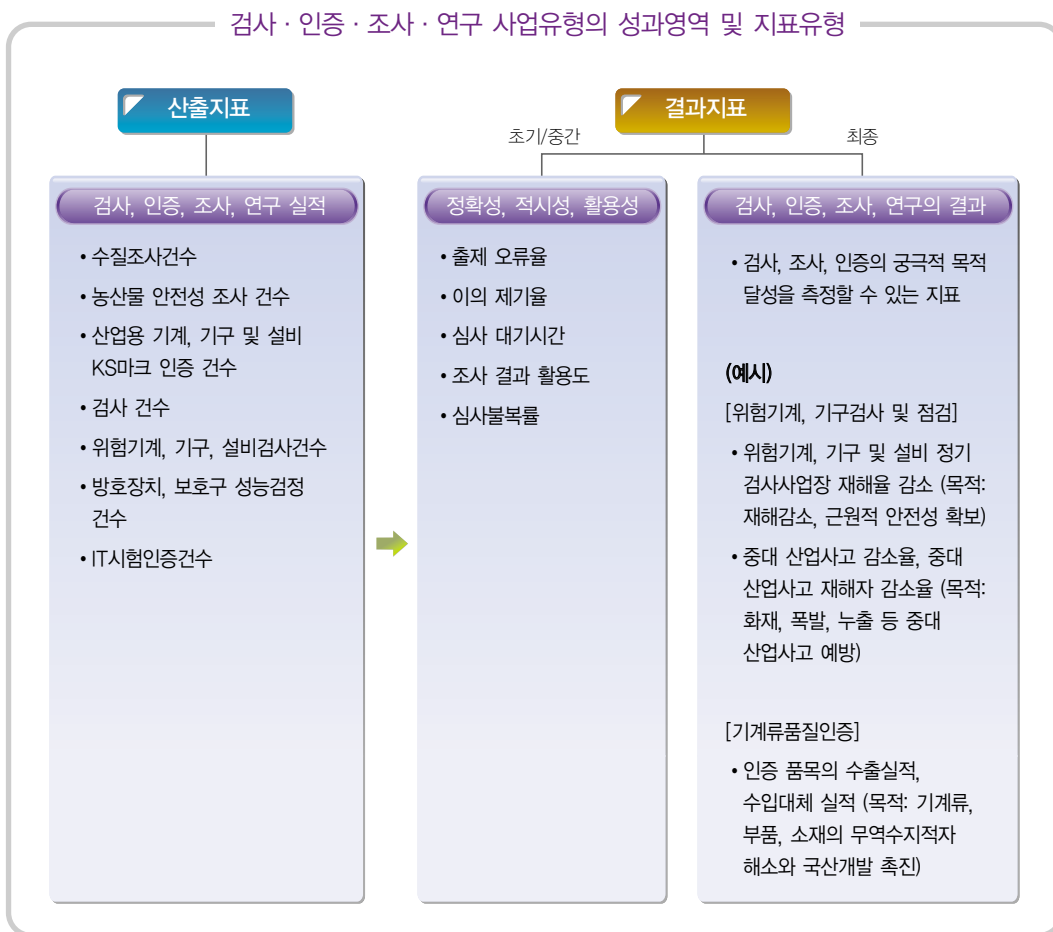 검사 · 인증 · 조사 · 연구 사업유형의 성과영역 및 지표유형
산출지표
검사, 인증, 조사, 연구 실적
• 수질조사건수
• 농산물 안전성 조사 건수
• 산업용 기계, 기구 및 설비
KS마크 인증 건수
• 검사 건수
• 위험기계, 기구, 설비검사건수
• 방호장치, 보호구 성능검정
건수
• IT시험인증건수
결과지표
초기/중간
정확성, 적시성, 활용성
• 출제 오류율
• 이의 제기율
• 심사 대기시간
• 조사 결과 활용도
• 심사불복률
최종
검사, 인증, 조사, 연구의 결과
• 검사, 조사, 인증의 궁극적 목적
달성을 측정할 수 있는 지표
(예시)
[위험기계, 기구검사 및 점검]
• 위험기계, 기구 및 설비 정기
검사사업장 재해율 감소 (목적:
재해감소, 근원적 안전성 확보)
• 중대 산업사고 감소율, 중대
산업사고 재해자 감소율 (목적:
화재, 폭발, 누출 등 중대
산업사고 예방)
[기계류품질인증]
• 인증 품목의 수출실적,
수입대체 실적 (목적: 기계류,
부품, 소재의 무역수지적자
해소와 국산개발 촉진)